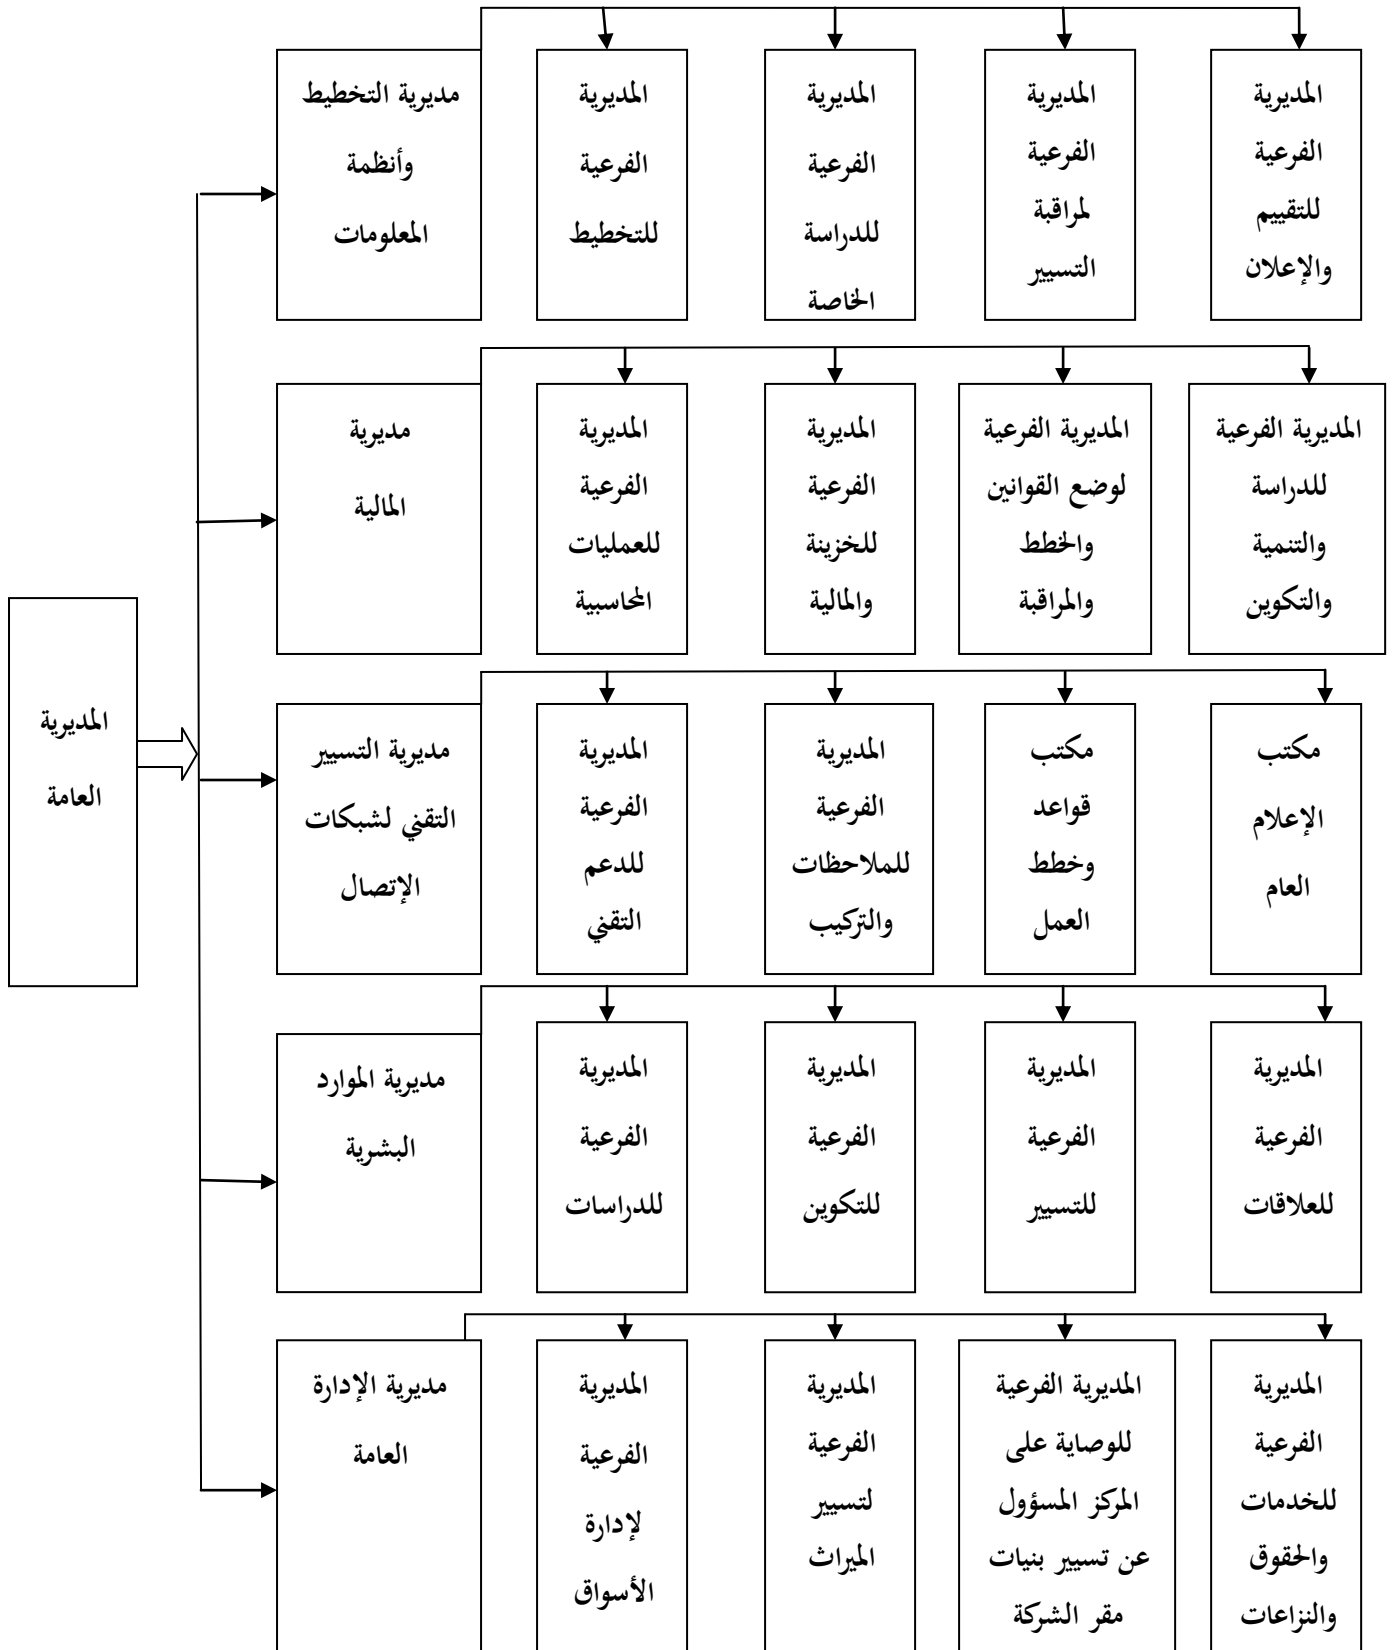 مديرية التخطيط
وأنظمة
المعلومات
المديرية
الفرعية
للتخطيط
المديرية
الفرعية
للدراسة
الخاصة
المديرية
الفرعية
لمراقبة
التسيير
المديرية
الفرعية
للتقييم
والإعلان
مديرية
المالية
المديرية
الفرعية
للعمليات
المحاسبية
المديرية
الفرعية
للخزينة
والمالية
المديرية الفرعية
لوضع القوانين
والخطط
والمراقبة
المديرية الفرعية
للدراسة
والتنمية
والتكوين
المديرية
العامة
مديرية التسيير
التقني لشبكات
الإتصال
المديرية
الفرعية
للدعم
التقني
المديرية
الفرعية
للملاحظات
والتركيب
مكتب
قواعد
وخطط
العمل
مكتب
الإعلام
العام
مديرية الموارد
البشرية
المديرية
الفرعية
للدراسات
المديرية
الفرعية
للتكوين
المديرية
الفرعية
للتسيير
المديرية
الفرعية
للعلاقات
مديرية الإدارة
العامة
المديرية
الفرعية
لإدارة
الأسواق
المديرية
الفرعية
لتسيير
الميراث
المديرية الفرعية
للوصاية على
المركز المسؤول
عن تسيير بنيات
مقر الشركة
المديرية
الفرعية
للخدمات
والحقوق
والنزاعات